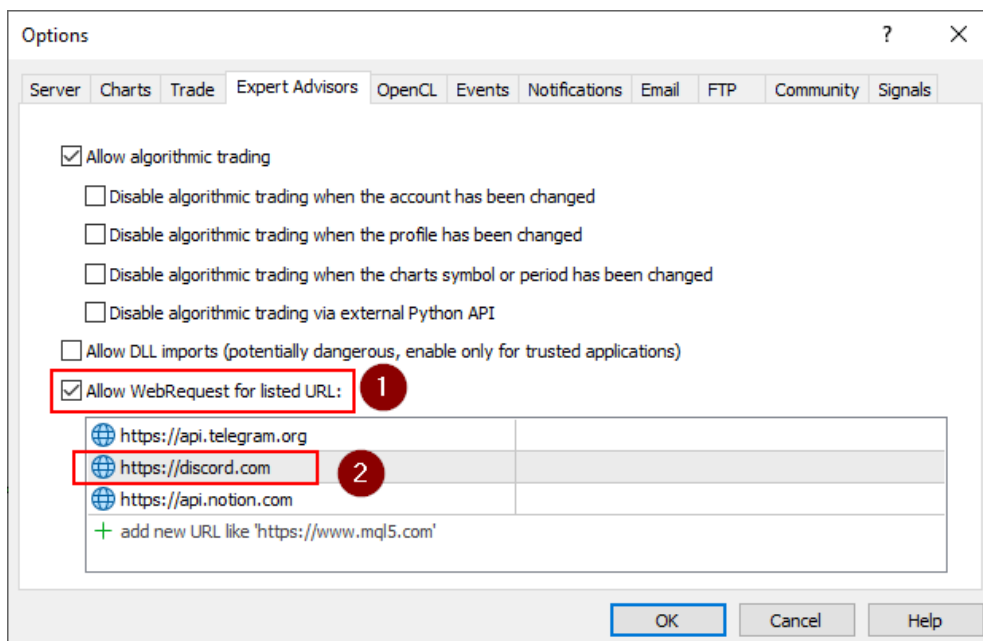 Options
?
Server Charts Trade Expert Advisors OpenCL Events Notifications Email FTP Community Signals
Allow algorithmic trading
Disable algorithmic trading when the account has been changed
Disable algorithmic trading when the profile has been changed
Disable algorithmic trading when the charts symbol or period has been changed
Disable algorithmic trading via external Python API
Allow DLL imports (potentially dangerous, enable only for trusted applications)
Allow WebRequest for listed URL: 1
https://api.telegram.org
https://discord.com 2
https://api.notion.com
add new URL like 'https://www.mql5.com'
OK Cancel Help